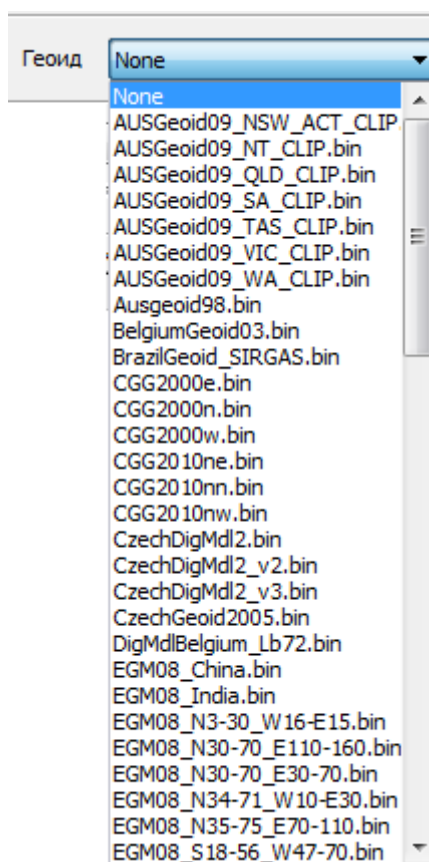 Геоид
None
None
AUSGeoid09_NSW_ACT_CLIP.
AUSGeoid09_NT_CLIP.bin
AUSGeoid09_QLD_CLIP.bin
AUSGeoid09_SA_CLIP.bin
AUSGeoid09_TAS_CLIP.bin
AUSGeoid09_VIC_CLIP.bin
AUSGeoid09_WA_CLIP.bin
Ausgeoid98.bin
BelgiumGeoid03.bin
BrazilGeoid_SIRGAS.bin
CGG2000e.bin
CGG2000n.bin
CGG2000w.bin
CGG2010ne.bin
CGG2010nn.bin
CGG2010nw.bin
CzechDigMdl2.bin
CzechDigMdl2_v2.bin
CzechDigMdl2_v3.bin
CzechGeoid2005.bin
DigMdlBelgium_Lb72.bin
EGM08_China.bin
EGM08_India.bin
EGM08_N3-30_W16-E15.bin
EGM08_N30-70_E110-160.bin
EGM08_N30-70_E30-70.bin
EGM08_N34-71_W10-E30.bin
EGM08_N35-75_E70-110.bin
EGM08_S18-56_W47-70.bin